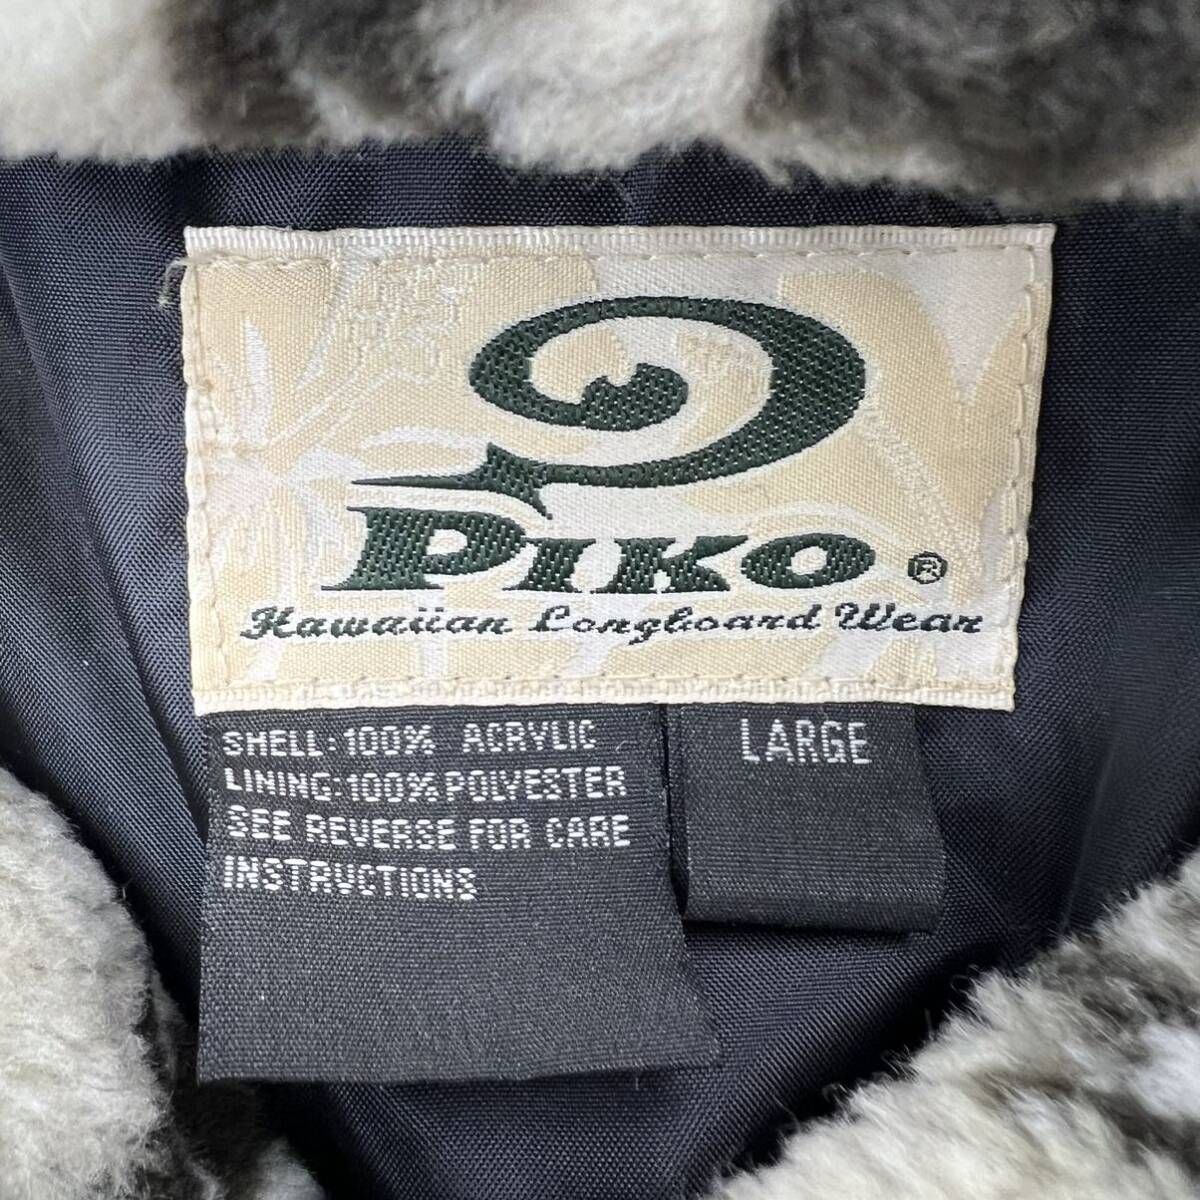 PIKO®
Hawaiian Longboard Wear
SHELL: 100% ACRYLIC
LINING: 100% POLYESTER
SEE REVERSE FOR CARE
INSTRUCTIONS
LARGE